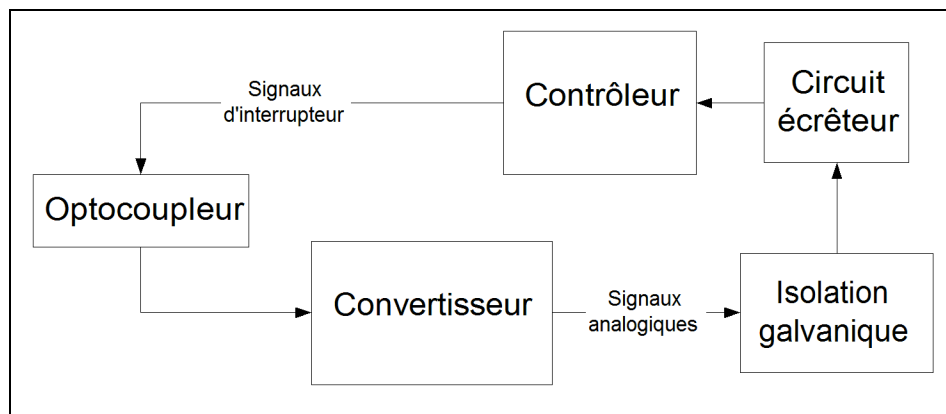 Signaux
d'interrupteur
Contrôleur
Circuit
écrêteur
Optocoupleur
Convertisseur
Signaux
analogiques
Isolation
galvanique